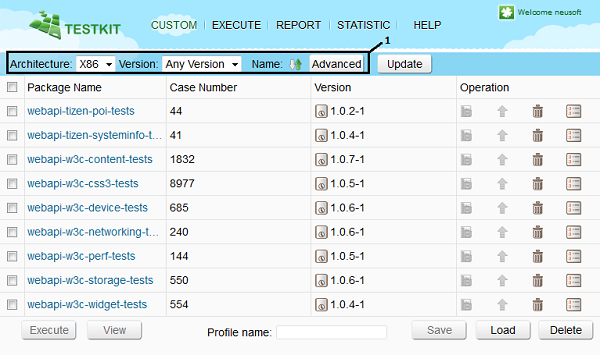 TESTKIT
CUSTOM EXECUTE REPORT STATISTIC HELP
Welcome neusoft
1
Architecture: X86 Version: Any Version Name: Advanced Update
Package Name Case Number Version Operation
webapi-tizen-poi-tests 44 1.0.2-1
webapi-tizen-systeminfo-t... 41 1.0.4-1
webapi-w3c-content-tests 1832 1.0.7-1
webapi-w3c-css3-tests 8977 1.0.5-1
webapi-w3c-device-tests 685 1.0.6-1
webapi-w3c-networking-t... 240 1.0.6-1
webapi-w3c-perf-tests 144 1.0.5-1
webapi-w3c-storage-tests 550 1.0.6-1
webapi-w3c-widget-tests 554 1.0.4-1
Execute View Profile name: Save Load Delete